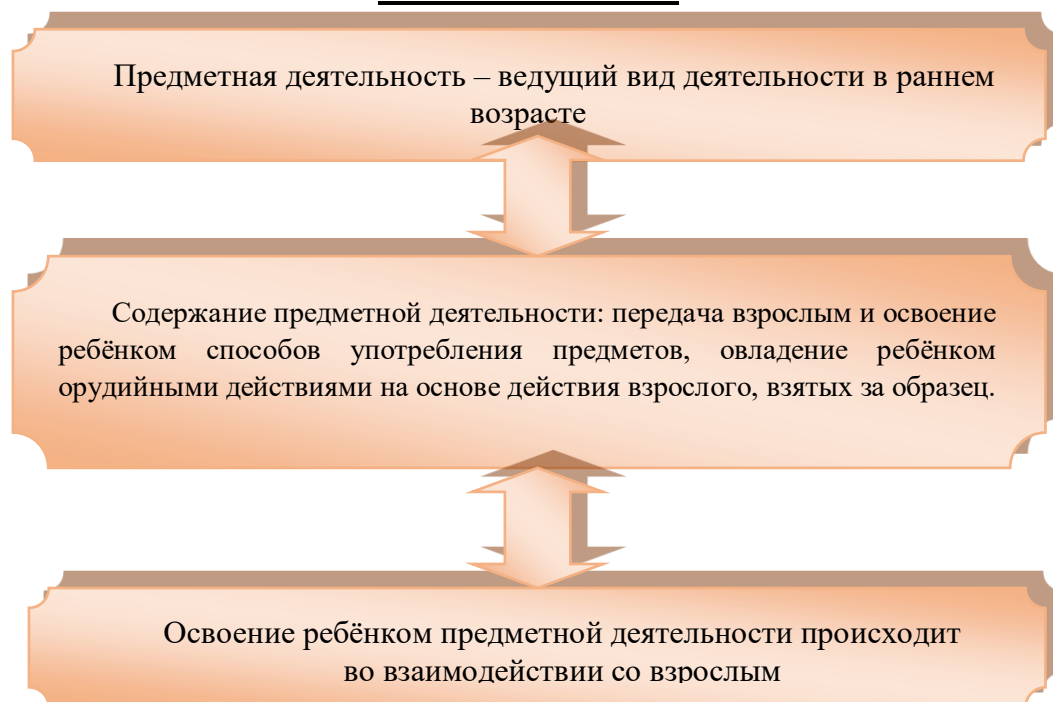 Предметная деятельность – ведущий вид деятельности в раннем
возрасте
Содержание предметной деятельности: передача взрослым и освоение
ребёнком способов употребления предметов, овладение ребёнком
орудийными действиями на основе действия взрослого, взятых за образец.
Освоение ребёнком предметной деятельности происходит
во взаимодействии со взрослым